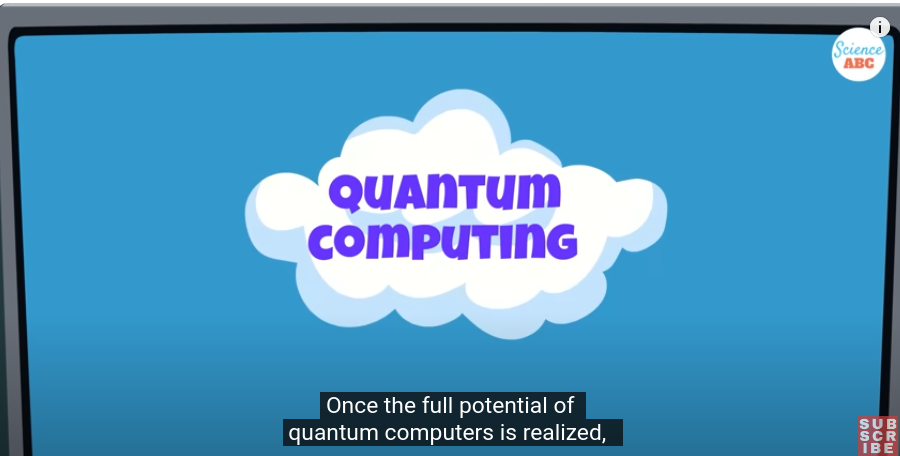 i
Science
ABC
QUANTUM
COMPUTING
Once the full potential of
quantum computers is realized,
SUB
SCR
IBE